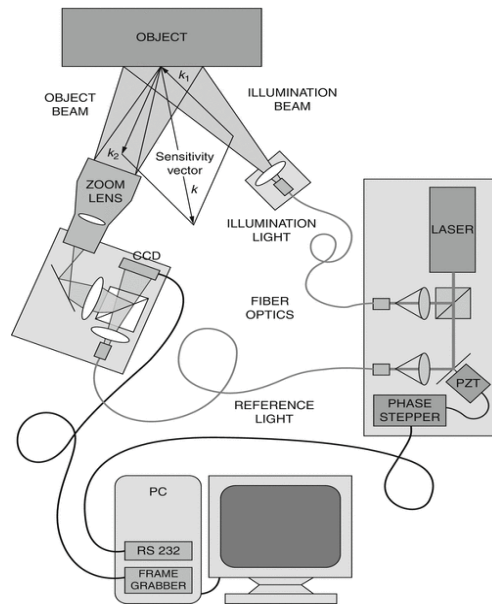 OBJECT
k1
OBJECT
BEAM
ILLUMINATION
BEAM
k2
Sensitivity
vector
k
ZOOM
LENS
ILLUMINATION
LIGHT
LASER
CCD
FIBER
OPTICS
PZT
PHASE
STEPPER
REFERENCE
LIGHT
PC
RS 232
FRAME
GRABBER